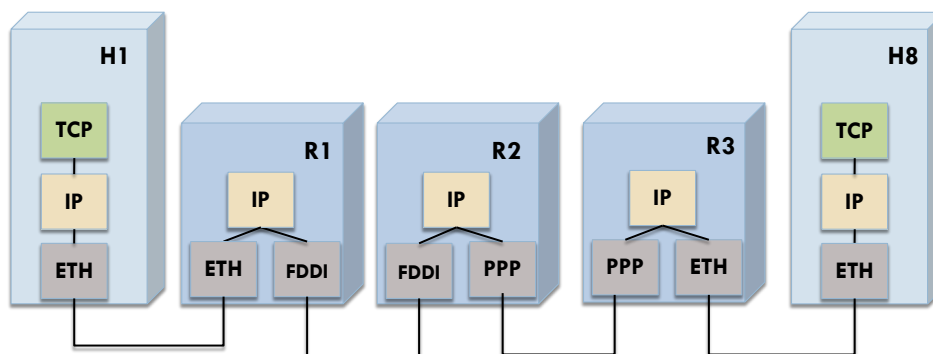 H1
TCP
IP
ETH
R1
IP
ETH
FDDI
R2
IP
FDDI
PPP
R3
IP
PPP
ETH
H8
TCP
IP
ETH